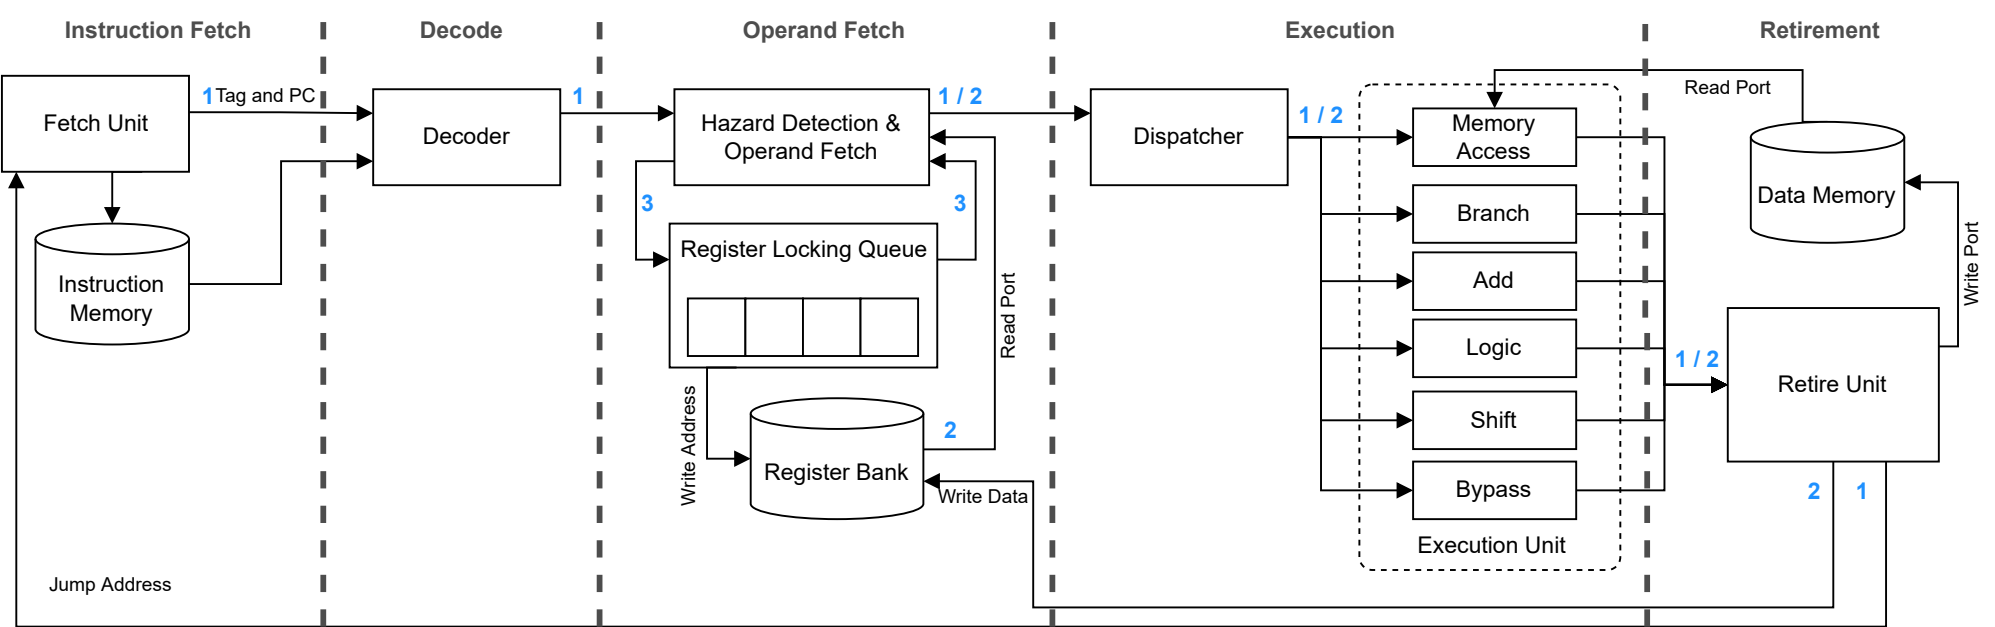 Instruction Fetch
Decode
Operand Fetch
Execution
Retirement
Fetch Unit
1
Tag and PC
Instruction
Memory
Jump Address
Decoder
1
Hazard Detection &
Operand Fetch
1 / 2
3
3
Register Locking Queue
Read Port
Write Address
Register Bank
2
Write Data
Dispatcher
1 / 2
Memory
Access
Branch
Add
Logic
Shift
Bypass
Execution Unit
Read Port
Data Memory
Write Port
1 / 2
Retire Unit
2
1